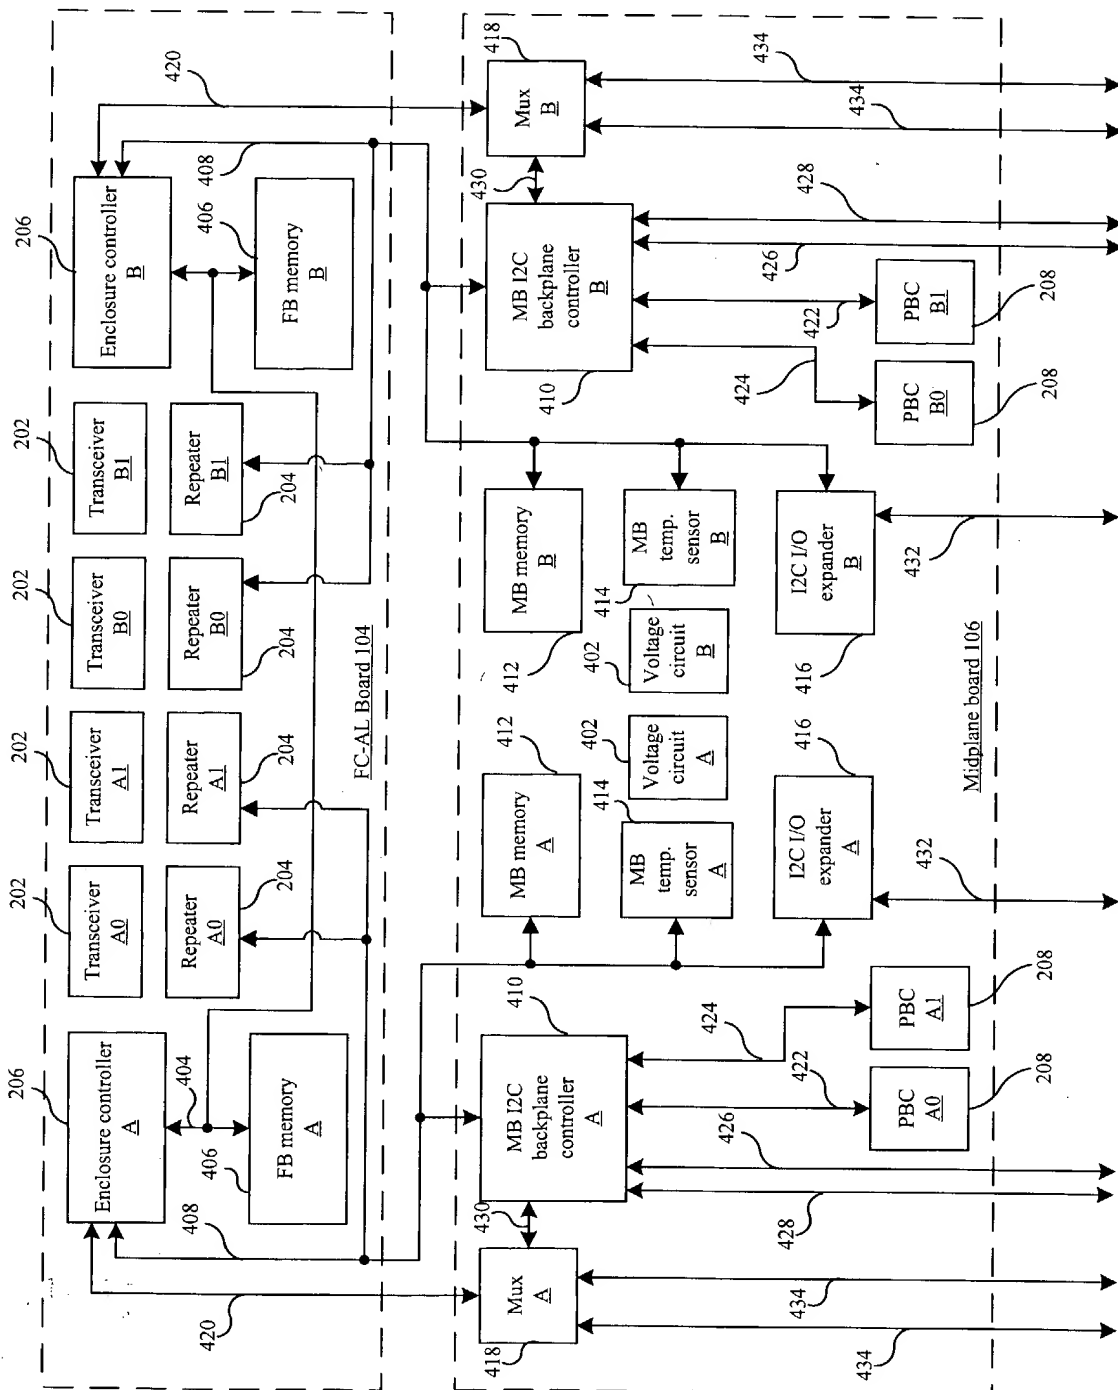 206
Enclosure controller
A
404
406
FB memory
A
408
420
202
Transceiver
A0
Repeater
A0
204
202
Transceiver
A1
Repeater
A1
204
202
Transceiver
B0
Repeater
B0
204
202
Transceiver
B1
Repeater
B1
204
206
Enclosure controller
B
406
FB memory
B
408
420
FC-AL Board 104
418
Mux
A
430
MB I2C
backplane
controller
A
410
434
434
428
426
422
424
PBC
A0
208
PBC
A1
208
412
MB memory
A
414
MB
temp.
sensor
A
402
Voltage
circuit
A
416
I2C I/O
expander
A
432
412
MB memory
B
414
MB
temp.
sensor
B
402
Voltage
circuit
B
416
I2C I/O
expander
B
432
410
MB I2C
backplane
controller
B
430
418
Mux
B
424
422
426
428
434
434
PBC
B0
208
PBC
B1
208
Midplane board 106